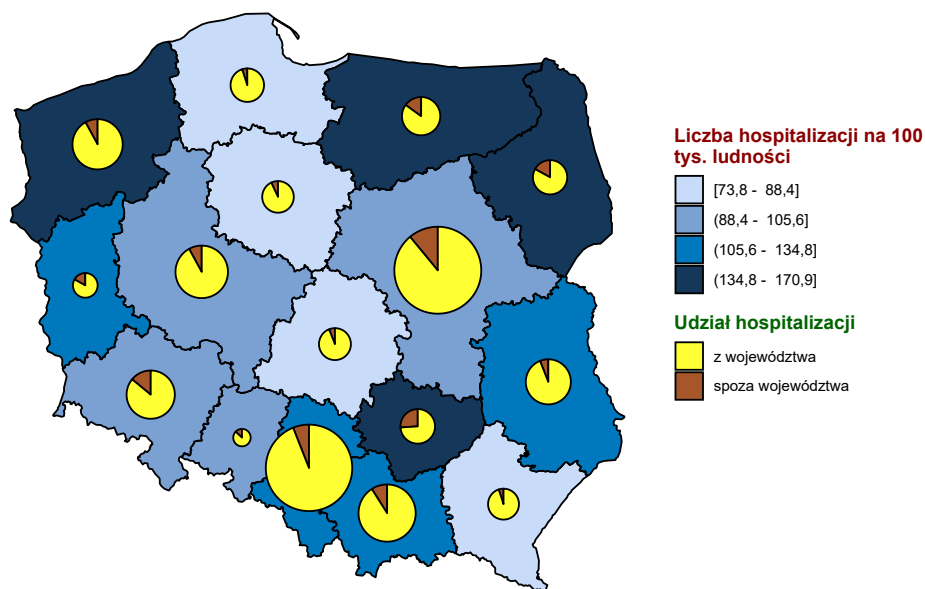 Liczba hospitalizacji na 100
tys. ludności
[73,8 - 88,4]
(88,4 - 105,6]
(105,6 - 134,8]
(134,8 - 170,9]
Udział hospitalizacji
z województwa
spoza województwa